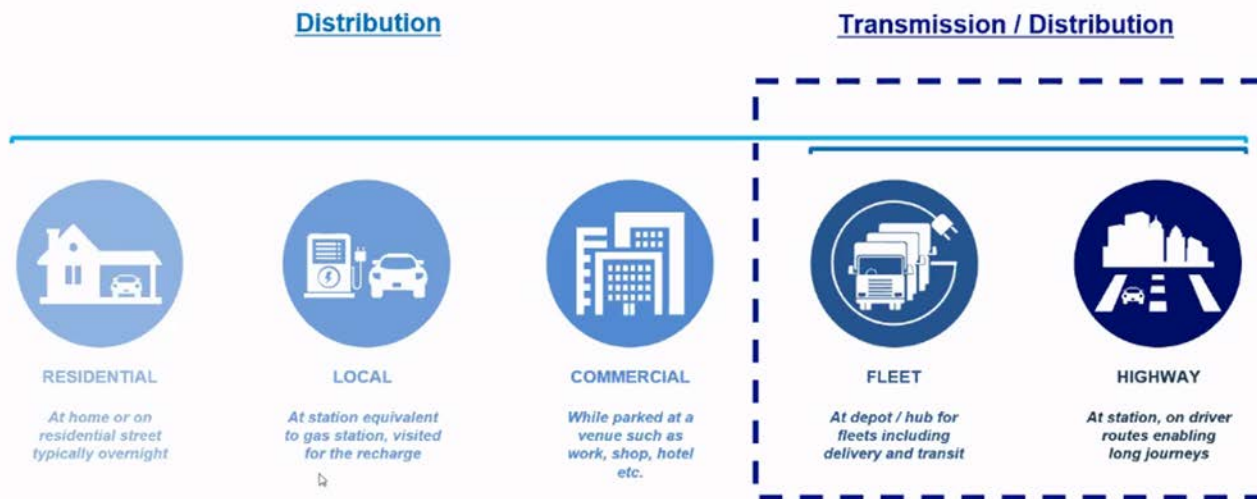 Distribution
Transmission / Distribution
RESIDENTIAL
At home or on
residential street
typically overnight
LOCAL
At station equivalent
to gas station, visited
for the recharge
COMMERCIAL
While parked at a
venue such as
work, shop, hotel
etc.
FLEET
At depot / hub for
fleets including
delivery and transit
HIGHWAY
At station, on driver
routes enabling
long journeys